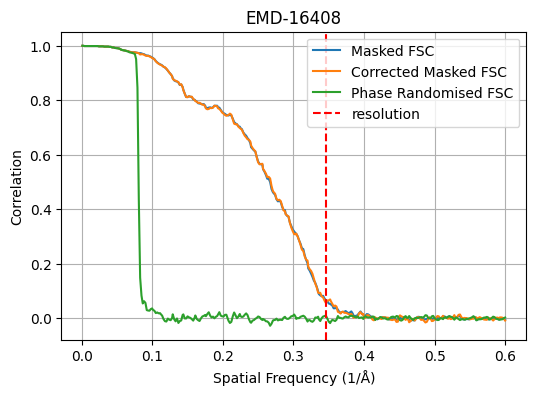 EMD-16408
Masked FSC
Corrected Masked FSC
Phase Randomised FSC
resolution
Correlation
1.0
0.8
0.6
0.4
0.2
0.0
0.0 0.1 0.2 0.3 0.4 0.5 0.6
Spatial Frequency (1/Å)